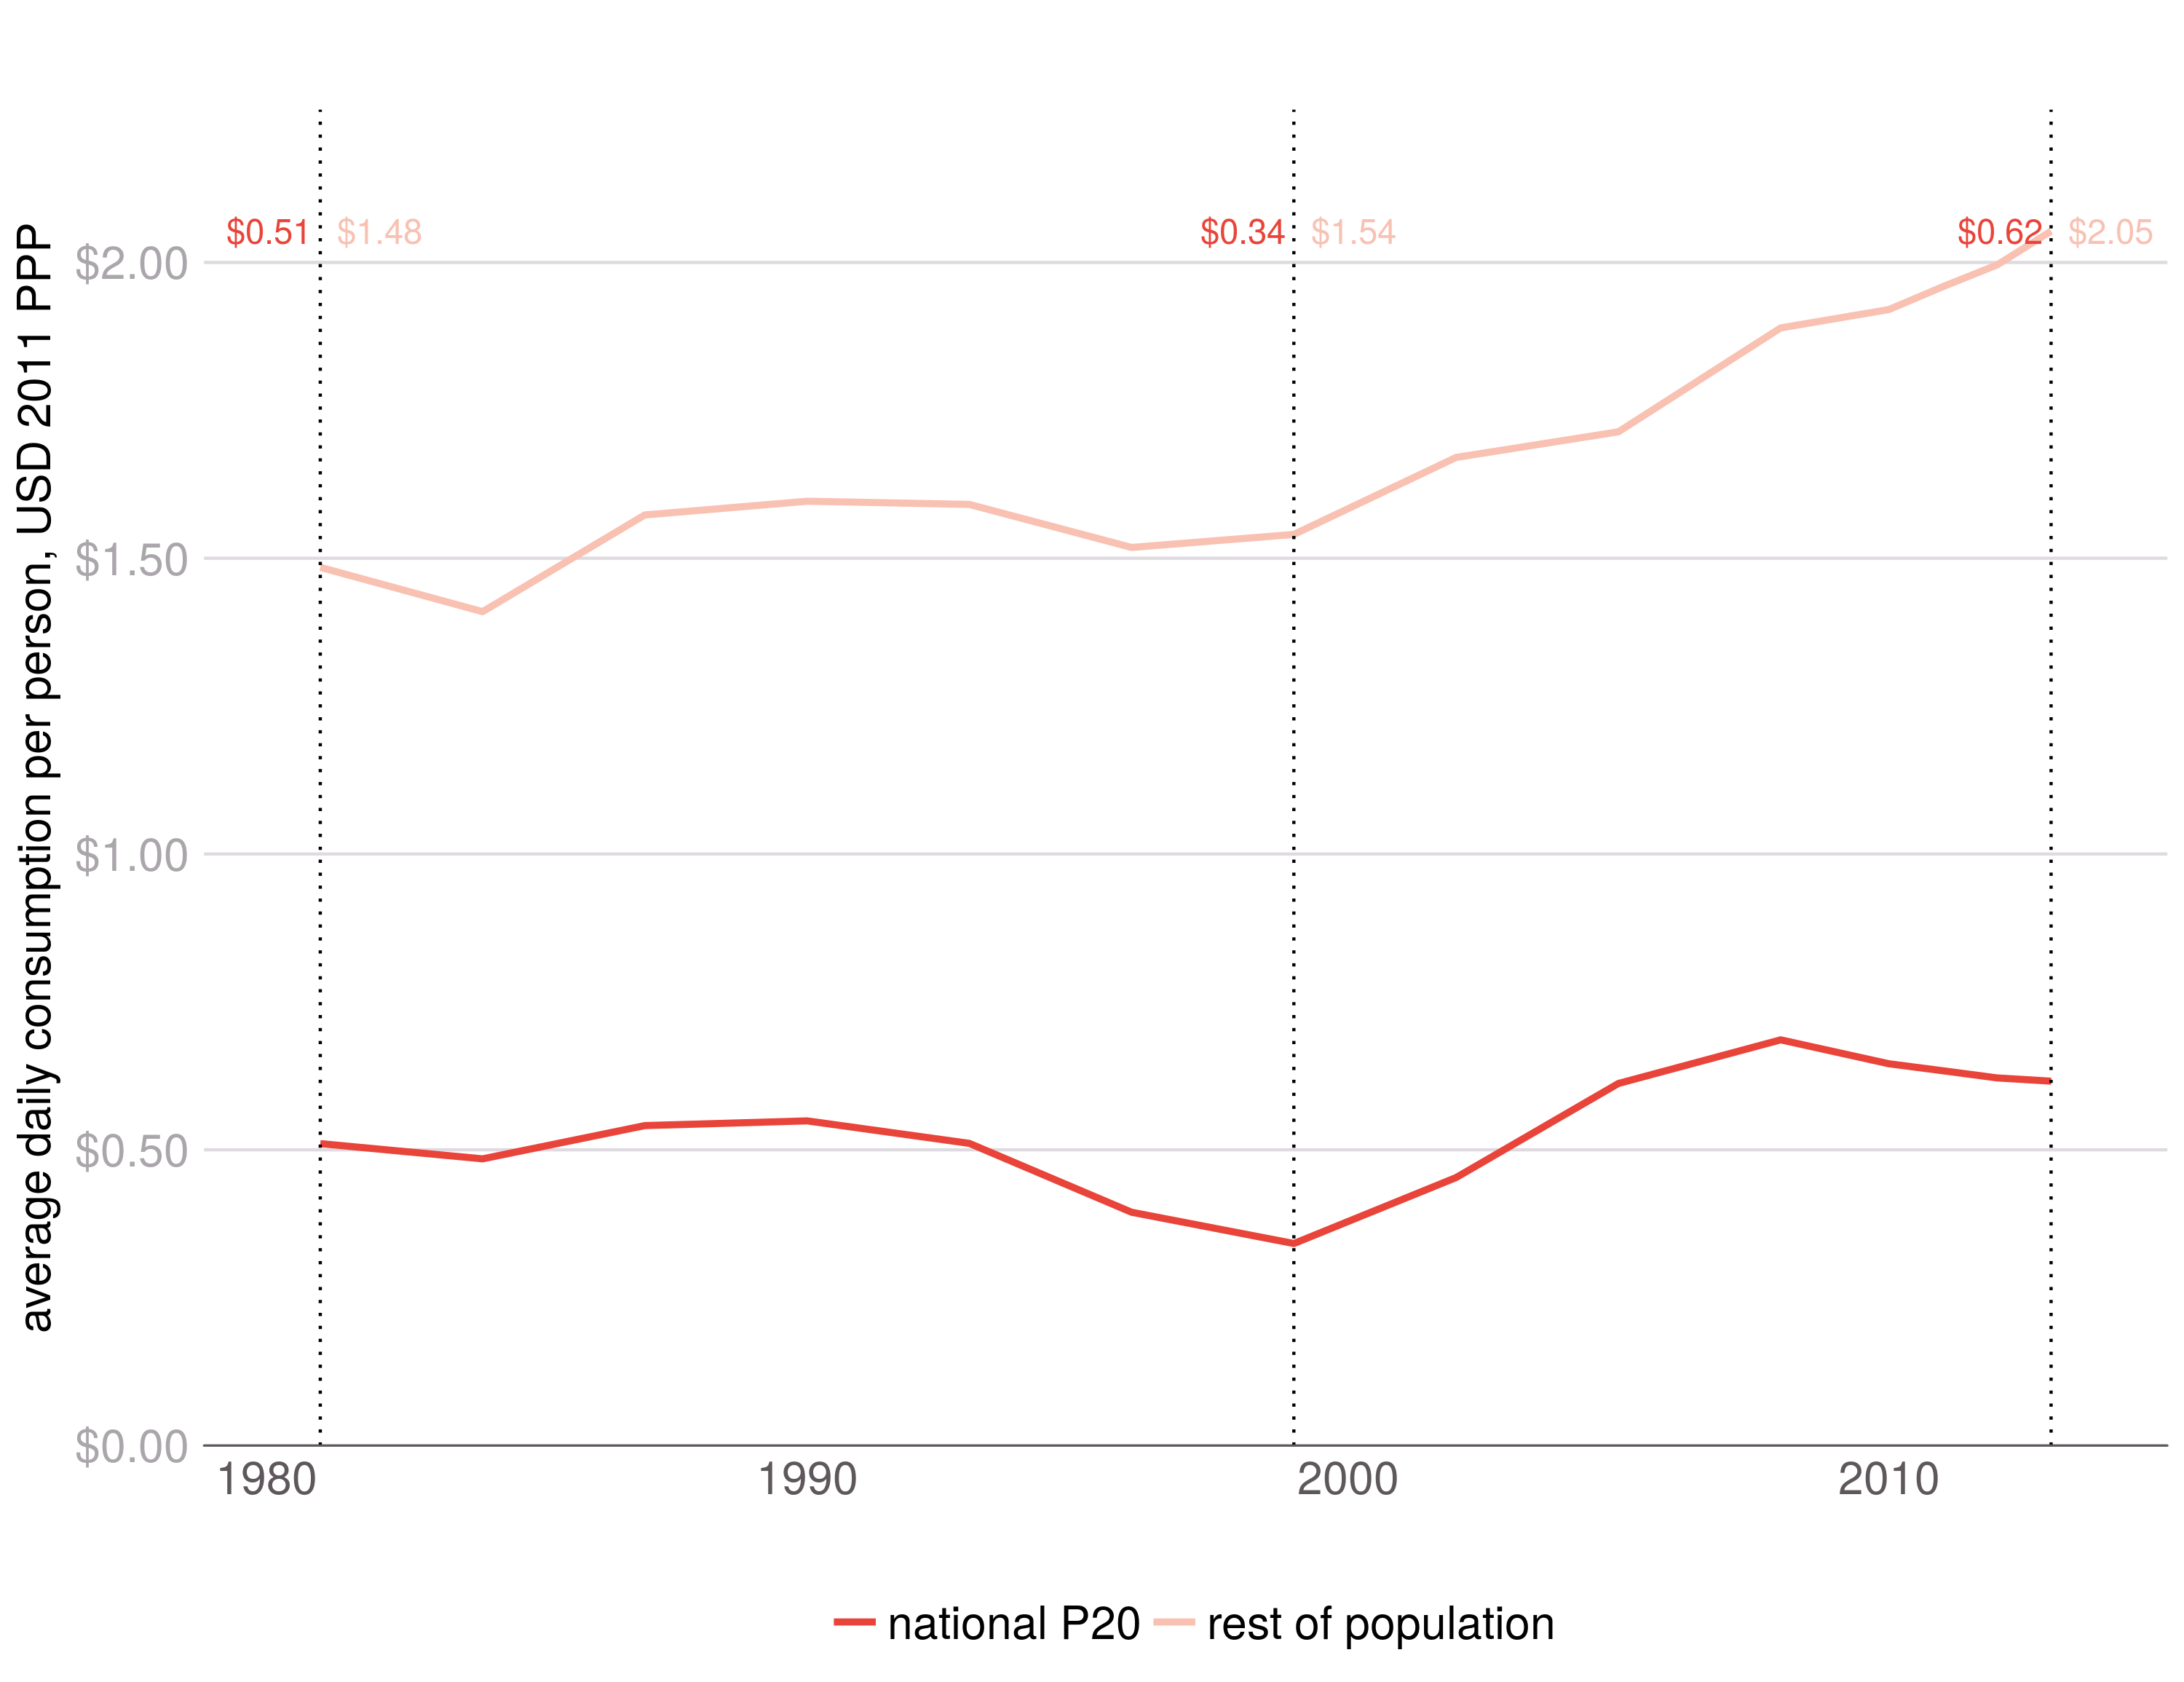 average daily consumption per person, USD 2011 PPP
$0.51 $1.48 $0.34 $1.54 $0.62 $2.05
$2.00
$1.50
$1.00
$0.50
$0.00
1980 1990 2000 2010
national P20 rest of population